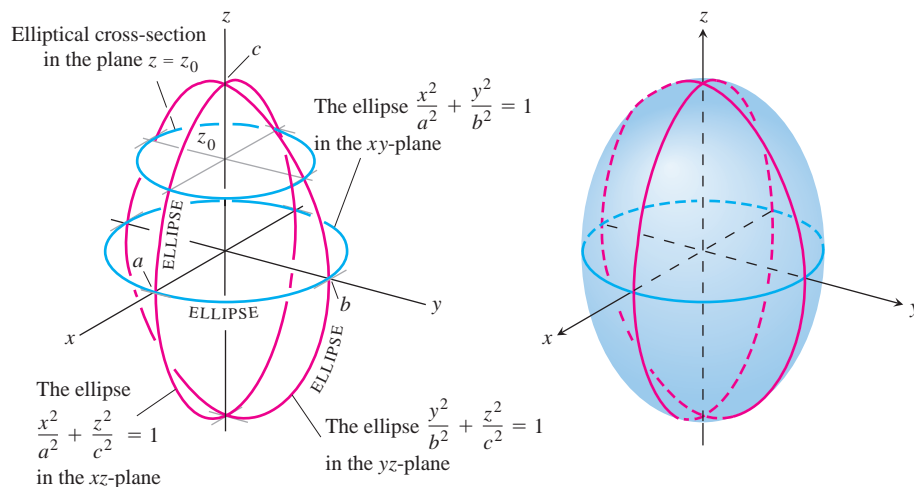 z
Elliptical cross-section
in the plane z = z₀
c
The ellipse x²/a² + y²/b² = 1
in the xy-plane
z₀
ELLIPSE
a
ELLIPSE
b
y
x
ELLIPSE
The ellipse
x²/a² + z²/c² = 1
in the xz-plane
The ellipse y²/b² + z²/c² = 1
in the yz-plane
z
y
x